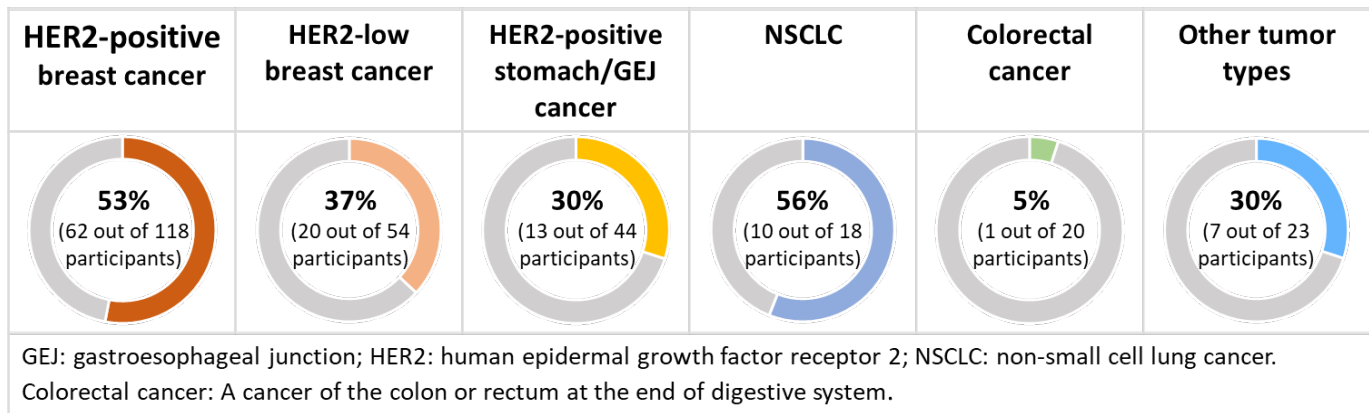 HER2-positive
breast cancer
HER2-low
breast cancer
HER2-positive
stomach/GEJ
cancer
NSCLC
Colorectal
cancer
Other tumor
types
53%
(62 out of 118
participants)
37%
(20 out of 54
participants)
30%
(13 out of 44
participants)
56%
(10 out of 18
participants)
5%
(1 out of 20
participants)
30%
(7 out of 23
participants)
GEJ: gastroesophageal junction; HER2: human epidermal growth factor receptor 2; NSCLC: non-small cell lung cancer.
Colorectal cancer: A cancer of the colon or rectum at the end of digestive system.